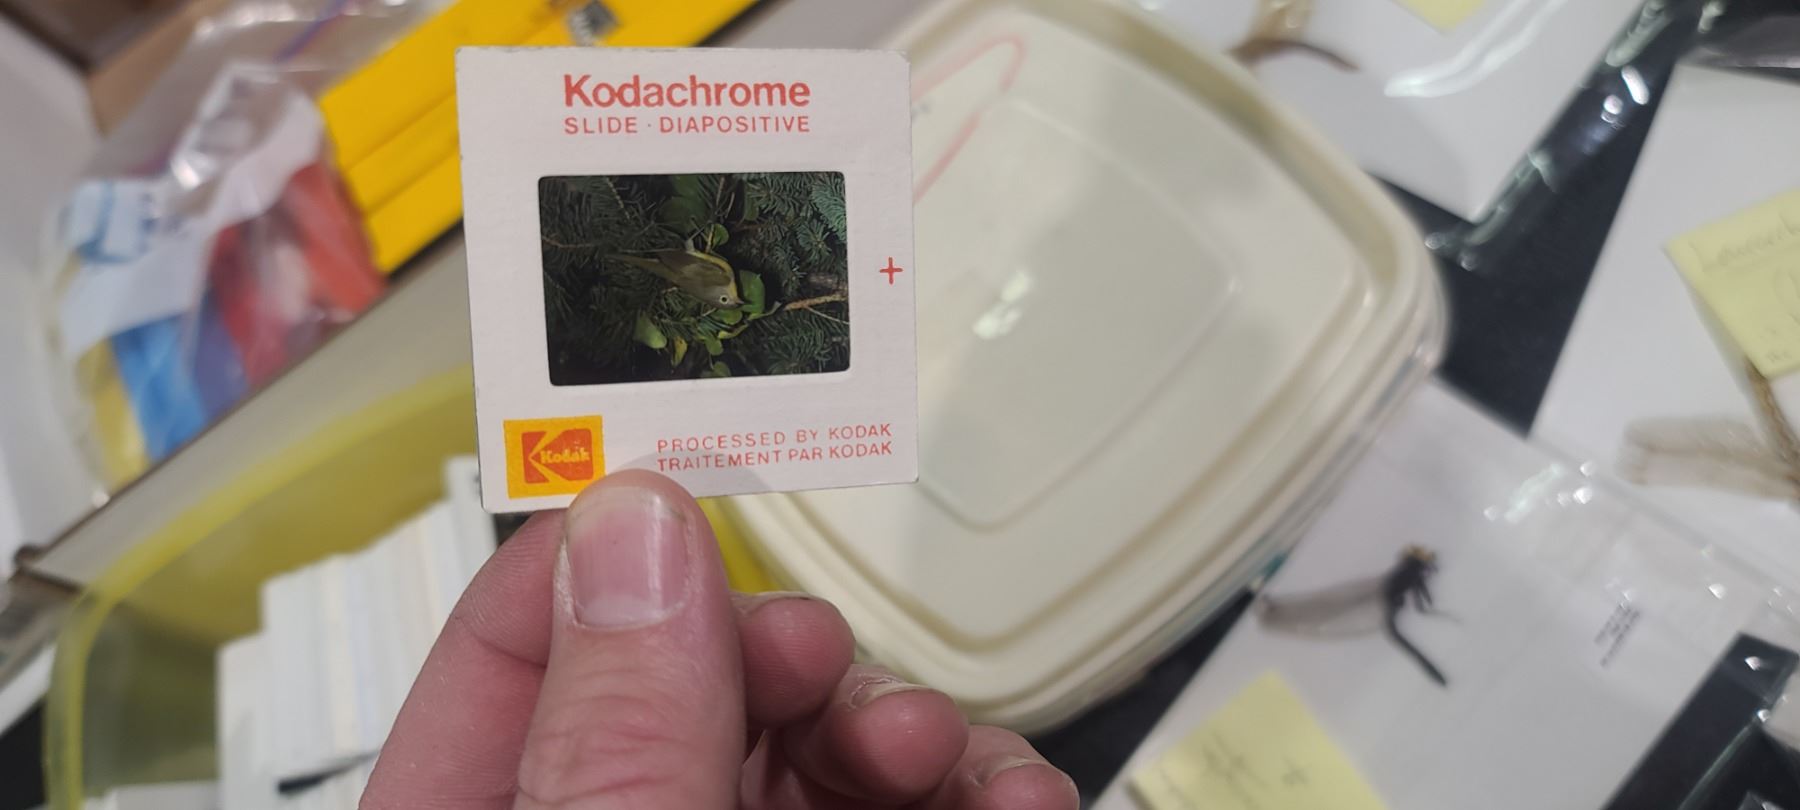 Kodachrome
SLIDE · DIAPOSITIVE
+
Kodak
PROCESSED BY KODAK
TRAITEMENT PAR KODAK